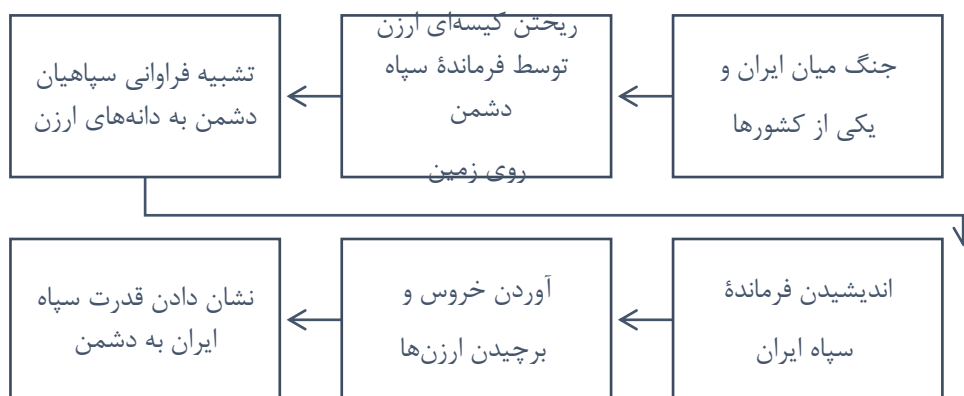 جنگ میان ایران و
یکی از کشورها
ریختن کیسه‌ای ارزن
توسط فرماندهٔ سپاه
دشمن
روی زمین
تشبیه فراوانی سپاهیان
دشمن به دانه‌های ارزن
اندیشیدن فرماندهٔ
سپاه ایران
آوردن خروس و
برچیدن ارزن‌ها
نشان دادن قدرت سپاه
ایران به دشمن